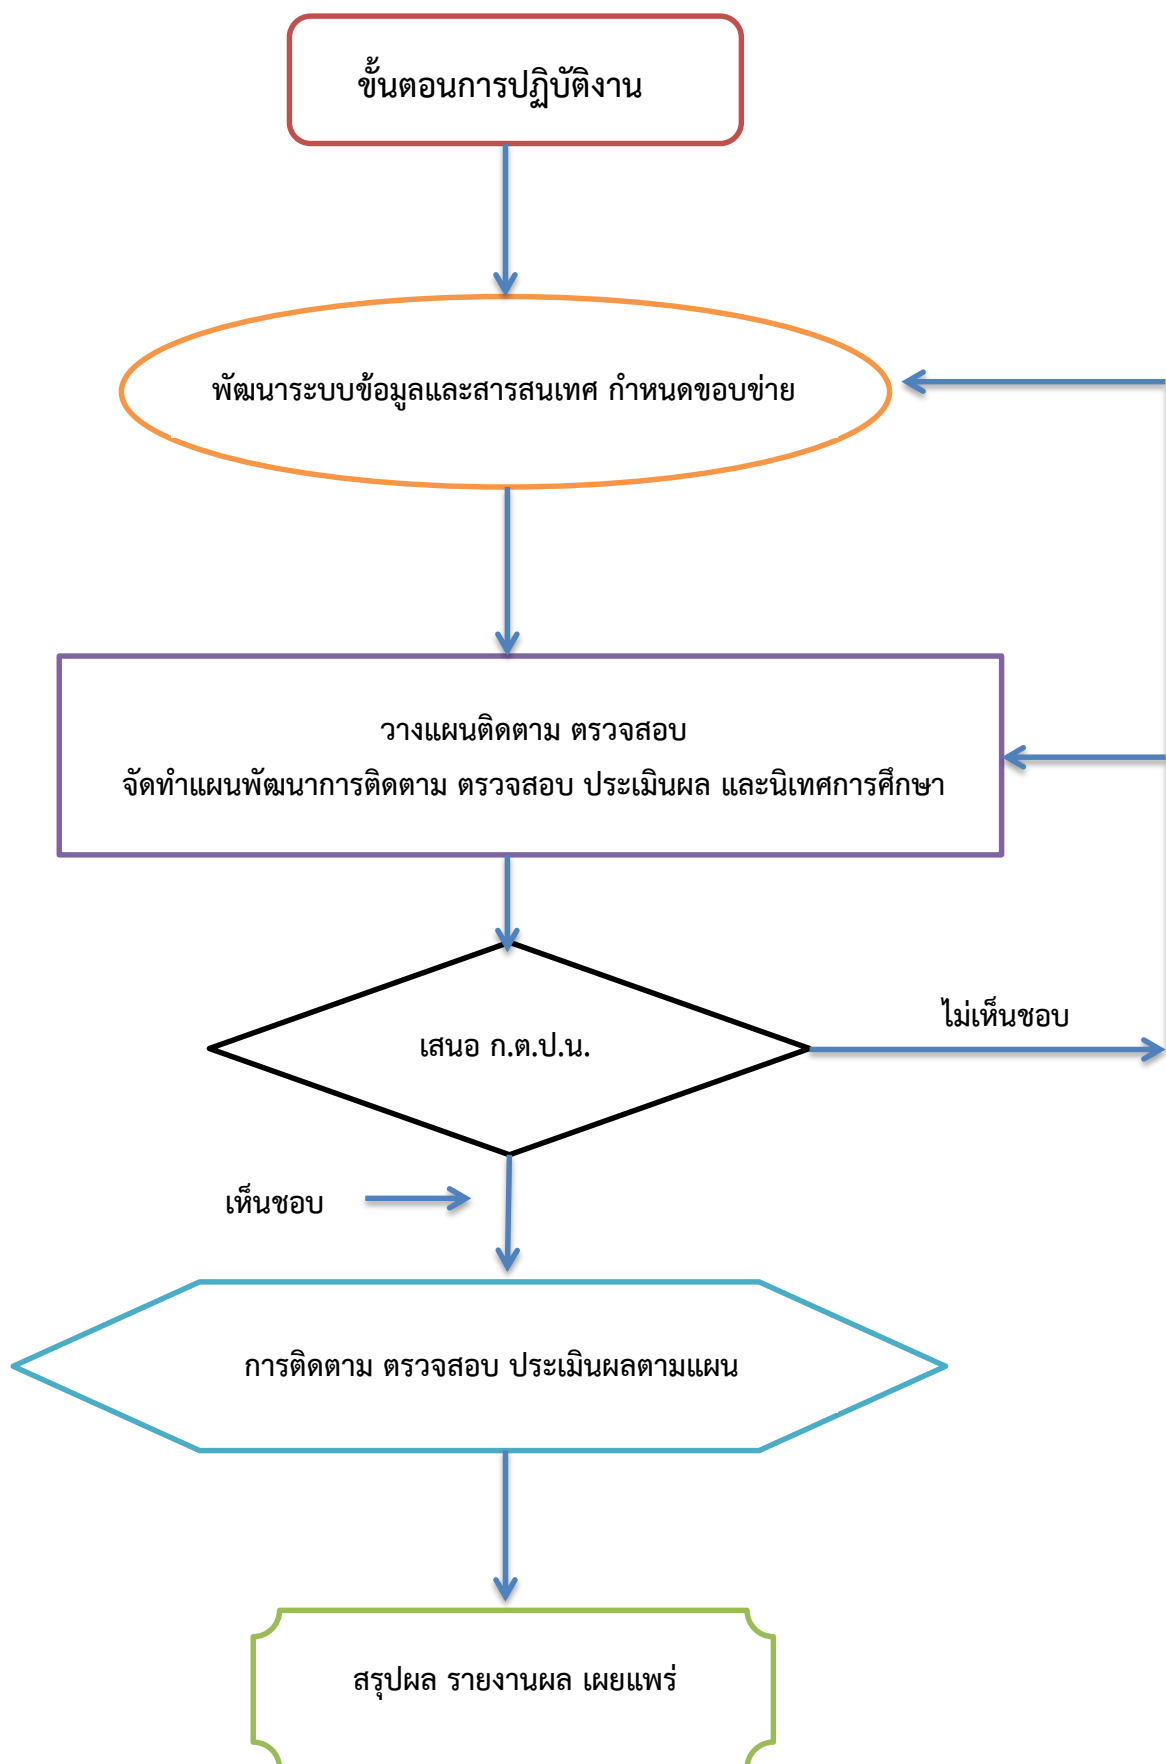 ขั้นตอนการปฏิบัติงาน
พัฒนาระบบข้อมูลและสารสนเทศ กำหนดขอบข่าย
วางแผนติดตาม ตรวจสอบ
จัดทำแผนพัฒนาการติดตาม ตรวจสอบ ประเมินผล และนิเทศการศึกษา
ไม่เห็นชอบ
เสนอ ก.ต.ป.น.
เห็นชอบ
การติดตาม ตรวจสอบ ประเมินผลตามแผน
สรุปผล รายงานผล เผยแพร่